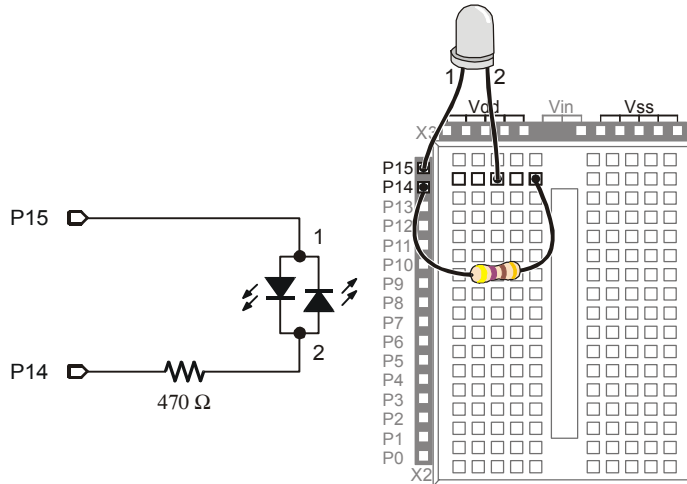 P15
1
2
P14
470 Ω
1 2
Vdd Vin Vss
X3
P15
P14
P13
P12
P11
P10
P9
P8
P7
P6
P5
P4
P3
P2
P1
P0
X2